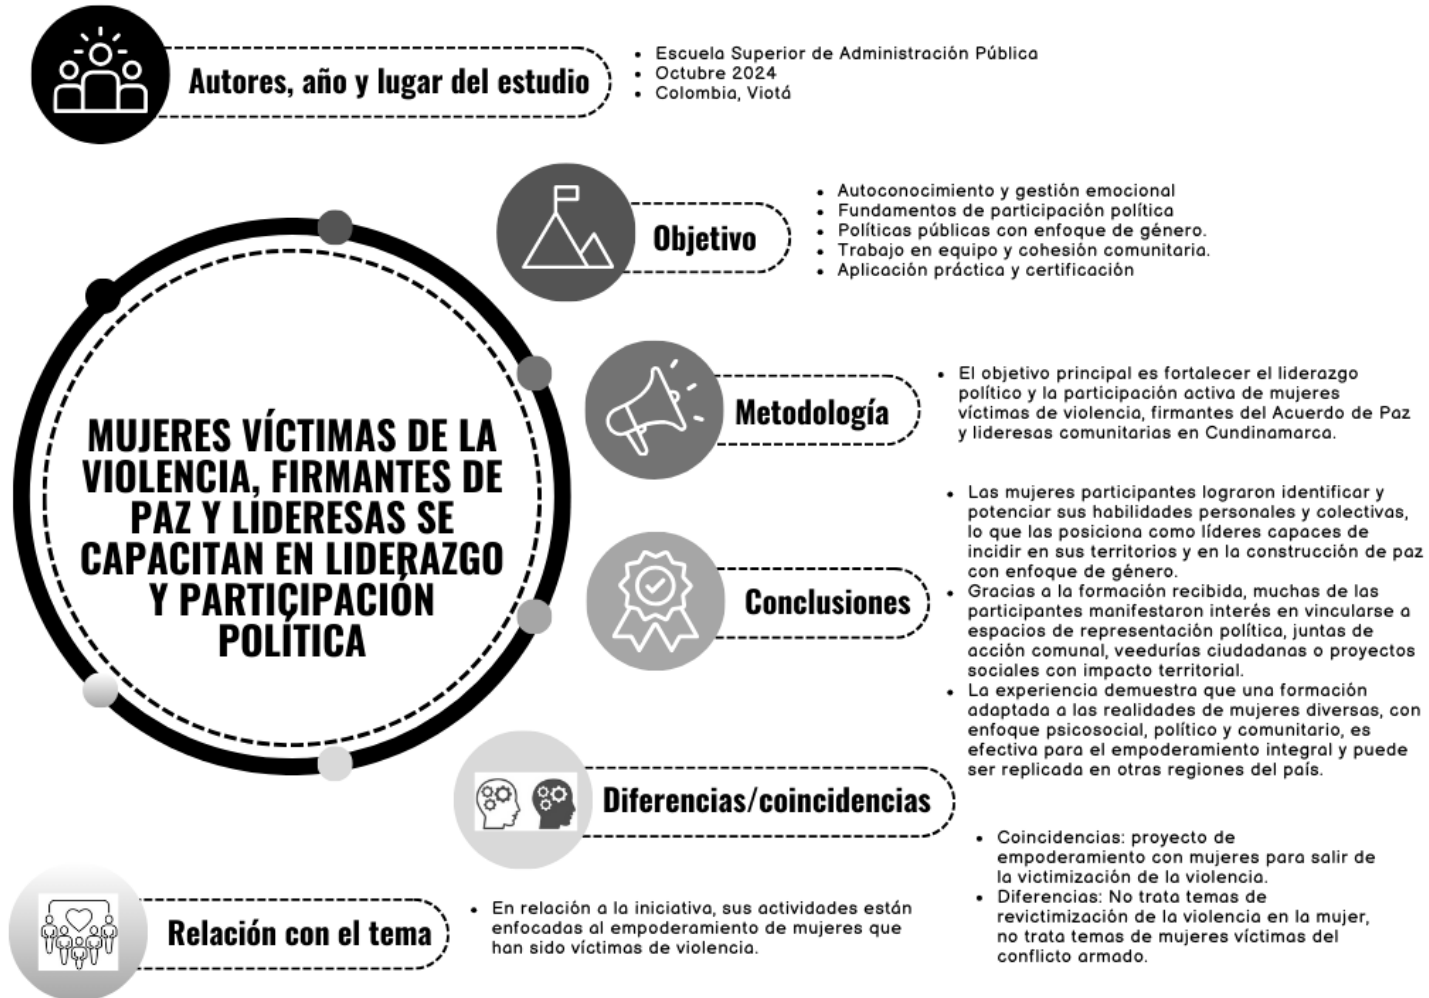 Autores, año y lugar del estudio
• Escuela Superior de Administración Pública
• Octubre 2024
• Colombia, Viotá
MUJERES VÍCTIMAS DE LA
VIOLENCIA, FIRMANTES DE
PAZ Y LIDERESAS SE
CAPACITAN EN LIDERAZGO
Y PARTICIPACIÓN
POLÍTICA
Objetivo
• Autoconocimiento y gestión emocional
• Fundamentos de participación política
• Políticas públicas con enfoque de género.
• Trabajo en equipo y cohesión comunitaria.
• Aplicación práctica y certificación
Metodología
• El objetivo principal es fortalecer el liderazgo
político y la participación activa de mujeres
víctimas de violencia, firmantes del Acuerdo de Paz
y lideresas comunitarias en Cundinamarca.
Conclusiones
• Las mujeres participantes lograron identificar y
potenciar sus habilidades personales y colectivas,
lo que las posiciona como líderes capaces de
incidir en sus territorios y en la construcción de paz
con enfoque de género.
• Gracias a la formación recibida, muchas de las
participantes manifestaron interés en vincularse a
espacios de representación política, juntas de
acción comunal, veedurías ciudadanas o proyectos
sociales con impacto territorial.
• La experiencia demuestra que una formación
adaptada a las realidades de mujeres diversas, con
enfoque psicosocial, político y comunitario, es
efectiva para el empoderamiento integral y puede
ser replicada en otras regiones del país.
Diferencias/coincidencias
• Coincidencias: proyecto de
empoderamiento con mujeres para salir de
la victimización de la violencia.
• Diferencias: No trata temas de
revictimización de la violencia en la mujer,
no trata temas de mujeres víctimas del
conflicto armado.
Relación con el tema
• En relación a la iniciativa, sus actividades están
enfocadas al empoderamiento de mujeres que
han sido víctimas de violencia.